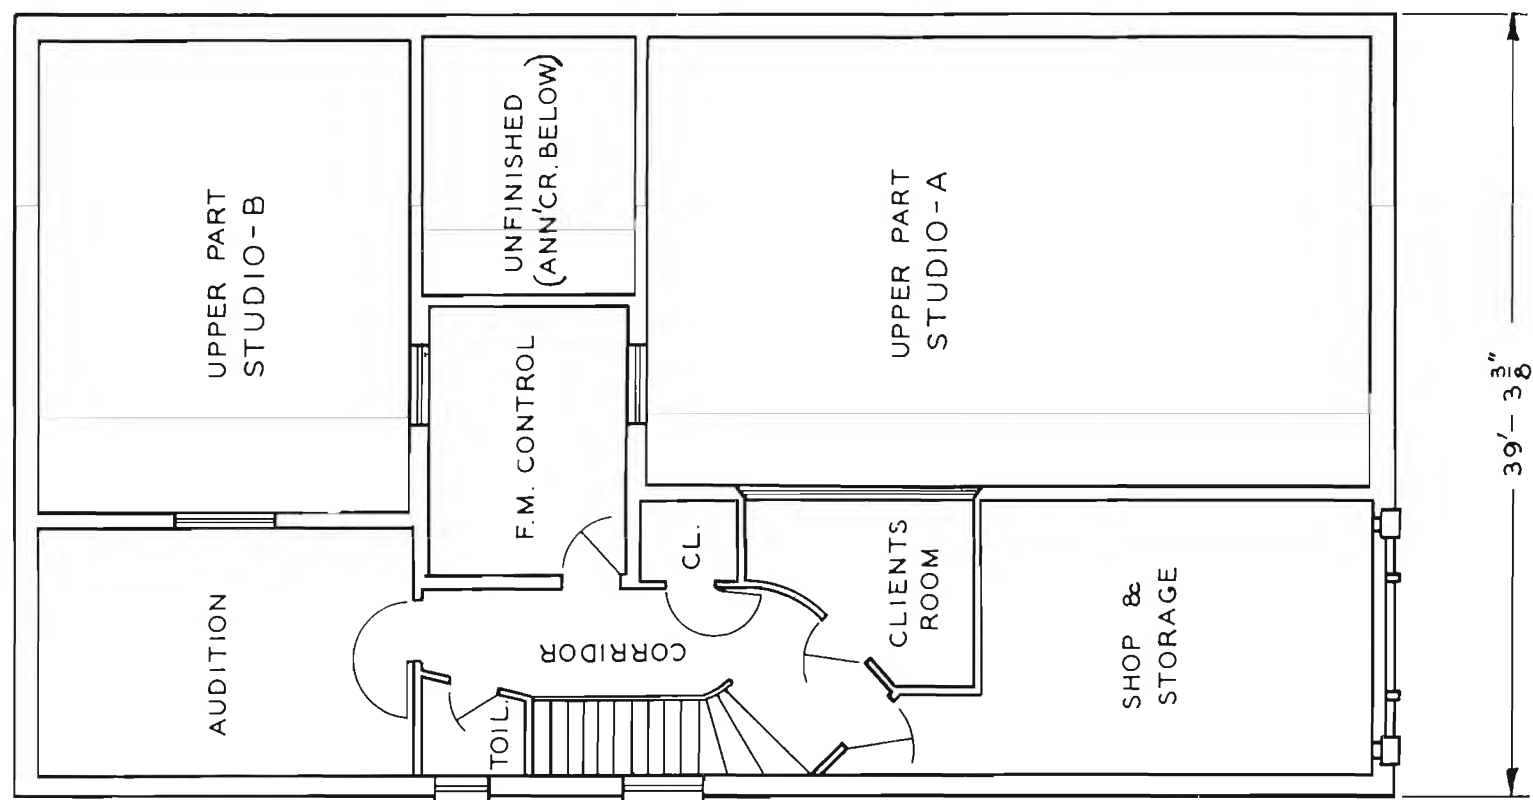 UPPER PART
STUDIO-B
UNFINISHED
(ANN'CR. BELOW)
UPPER PART
STUDIO-A
F.M. CONTROL
CL.
CLIENTS
ROOM
SHOP &
STORAGE
AUDITION
CORRIDOR
TOIL.
39'-3 3/8"